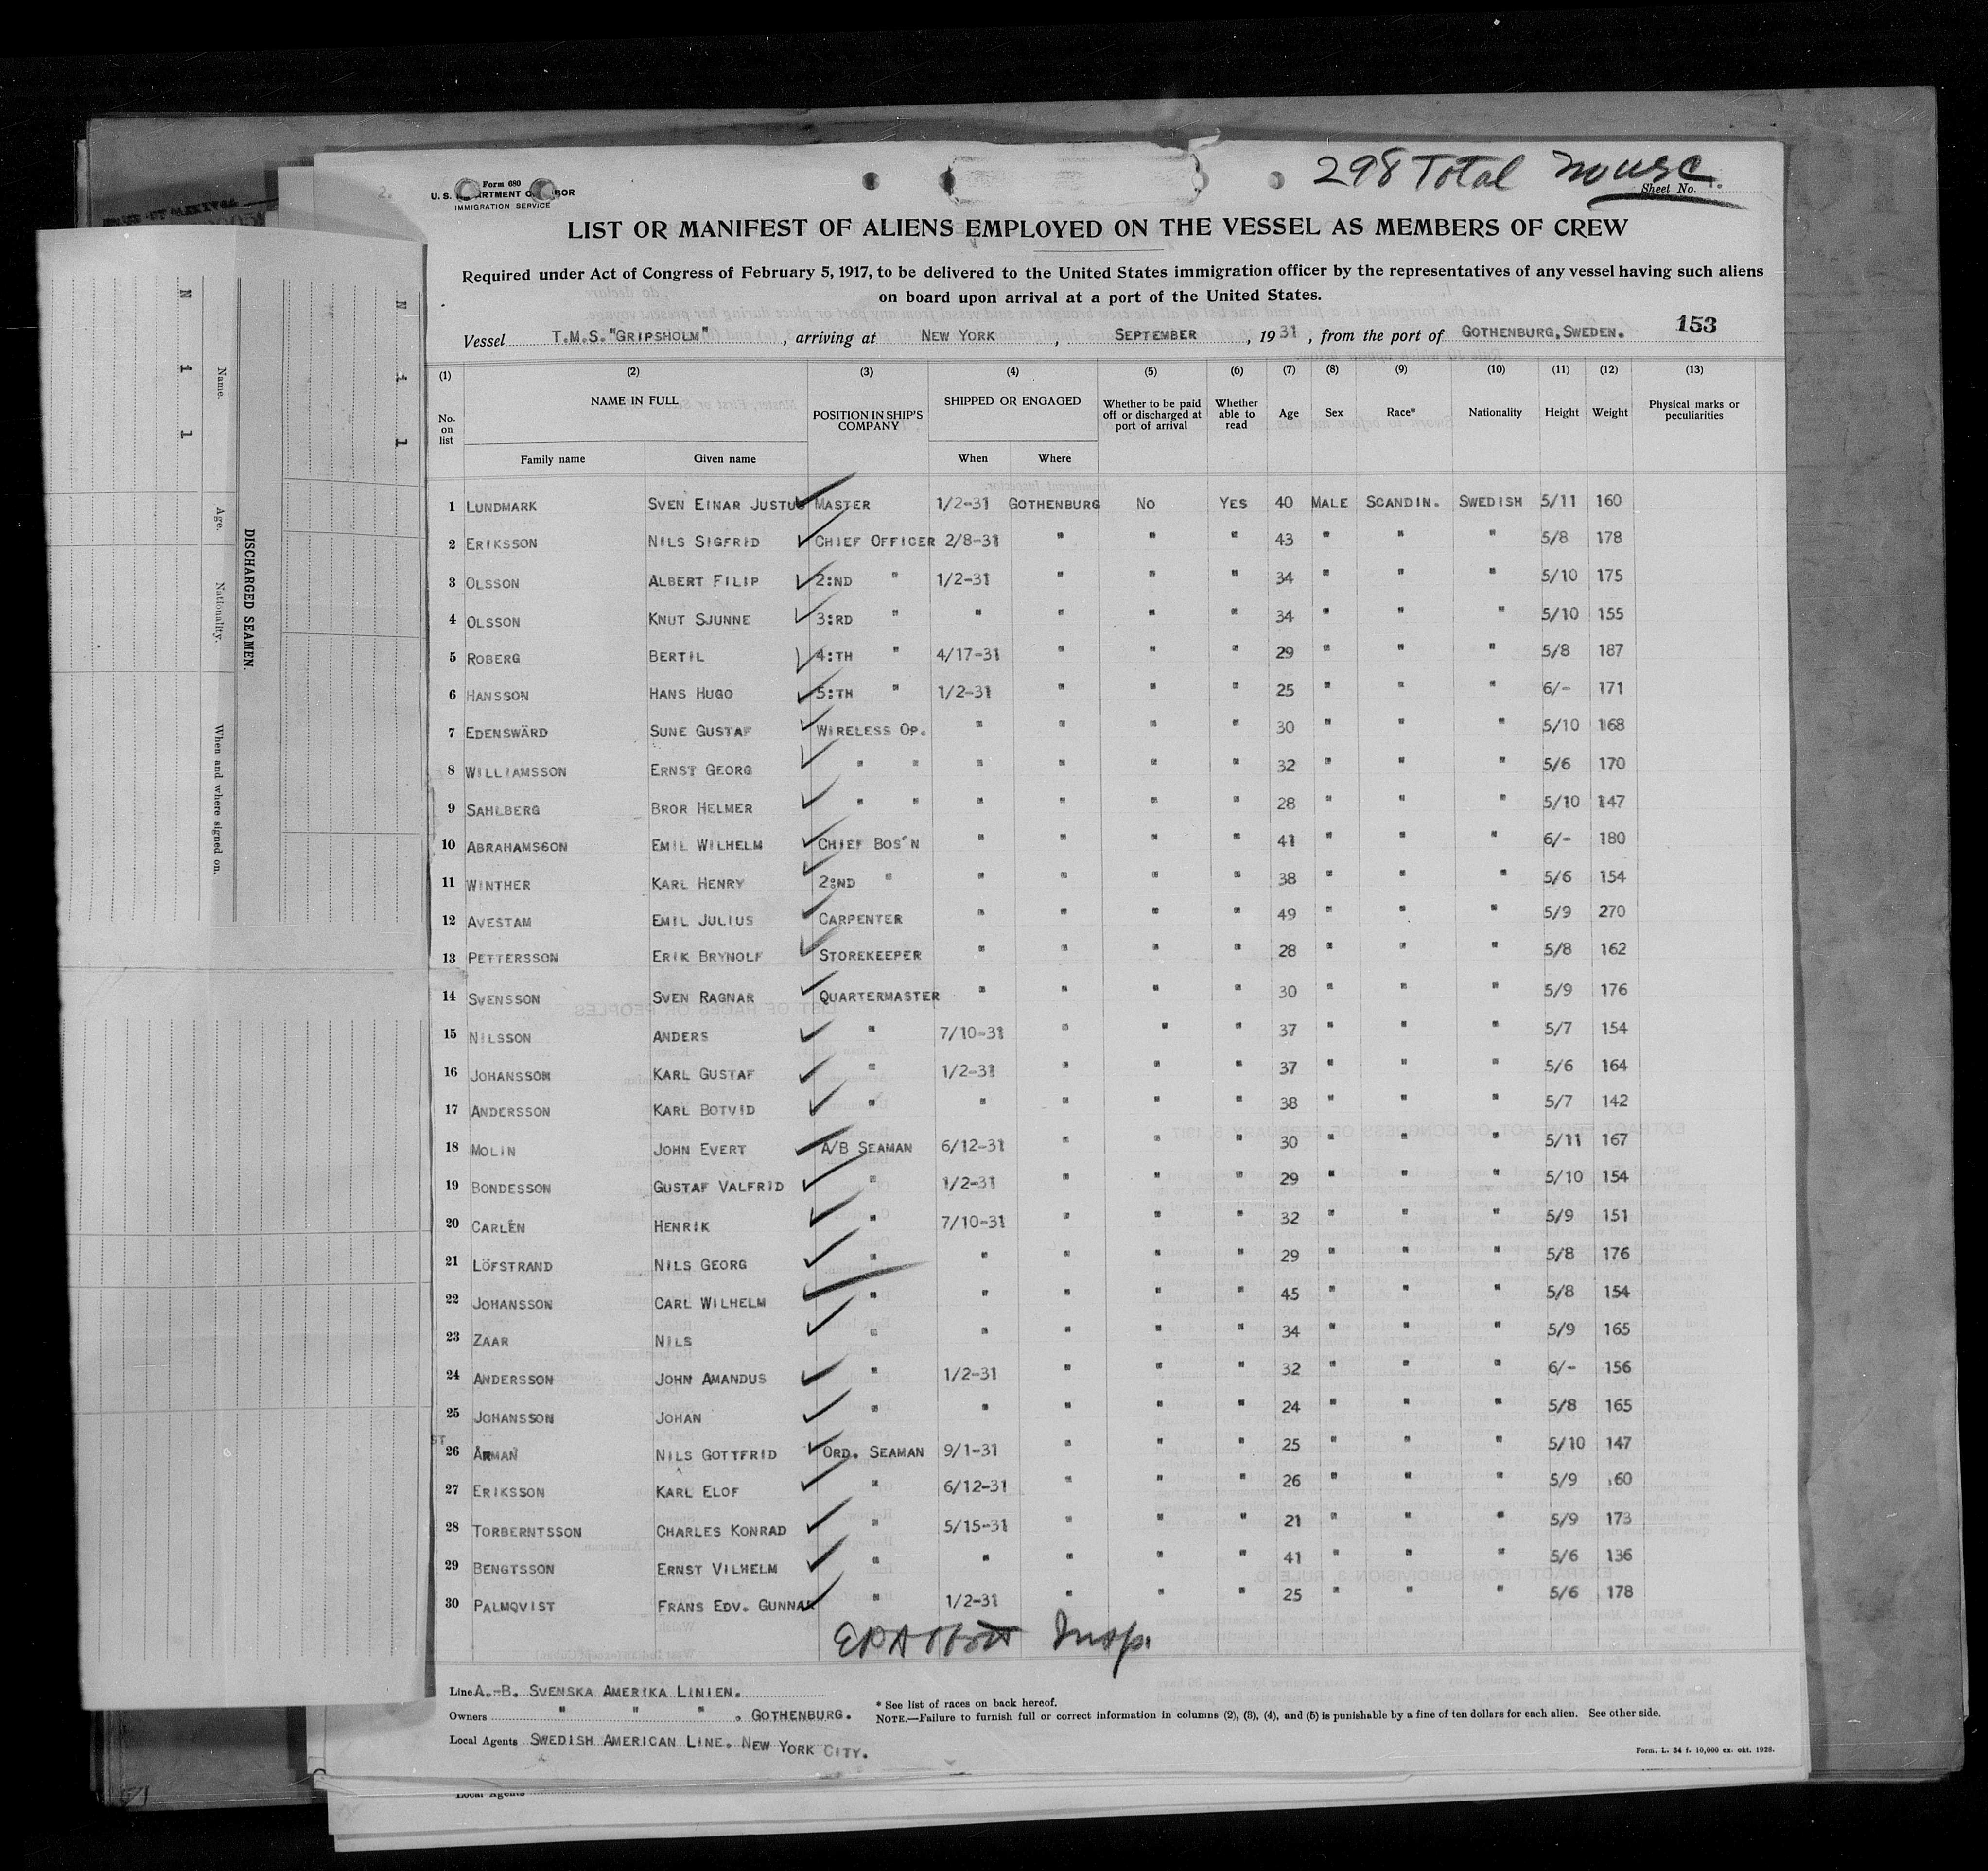 298 Total
Form 680
U. S. DEPARTMENT OF LABOR
IMMIGRATION SERVICE
Sheet No. 1.
LIST OR MANIFEST OF ALIENS EMPLOYED ON THE VESSEL AS MEMBERS OF CREW
Required under Act of Congress of February 5, 1917, to be delivered to the United States immigration officer by the representatives of any vessel having such aliens
on board upon arrival at a port of the United States.
Vessel T.M.S. "GRIPSHOLM", arriving at NEW YORK, SEPTEMBER, 1931, from the port of GOTHENBURG, SWEDEN. 153
(1) (2) (3) (4) (5) (6) (7) (8) (9) (10) (11) (12) (13)
No. on list NAME IN FULL POSITION IN SHIP'S COMPANY SHIPPED OR ENGAGED Whether to be paid off or discharged at port of arrival Whether able to read Age Sex Race* Nationality Height Weight Physical marks or peculiarities
Family name Given name When Where
1 LUNDMARK SVEN EINAR JUSTUS MASTER 1/2-31 GOTHENBURG NO YES 40 MALE SCANDIN. SWEDISH 5/11 160
2 ERIKSSON NILS SIGFRID CHIEF OFFICER 2/8-31 " " " 43 " " " 5/8 178
3 OLSSON ALBERT FILIP 2:ND " 1/2-31 " " " 34 " " " 5/10 175
4 OLSSON KNUT SJUNNE 3:RD " " " " " 34 " " " 5/10 155
5 ROBERG BERTIL 4:TH " 4/17-31 " " " 29 " " " 5/8 187
6 HANSSON HANS HUGO 5:TH " 1/2-31 " " " 25 " " " 6/- 171
7 EDENSWÄRD SUNE GUSTAF WIRELESS OP. " " " " 30 " " " 5/10 168
8 WILLIAMSSON ERNST GEORG " " " " " " 32 " " " 5/6 170
9 SAHLBERG BROR HELMER " " " " " " 28 " " " 5/10 147
10 ABRAHAMSSON EMIL WILHELM CHIEF BOS'N " " " " 41 " " " 6/- 180
11 WINTHER KARL HENRY 2:ND " " " " " 38 " " " 5/6 154
12 AVESTAM EMIL JULIUS CARPENTER " " " " 49 " " " 5/9 270
13 PETTERSSON ERIK BRYNOLF STOREKEEPER " " " " 28 " " " 5/8 162
14 SVENSSON SVEN RAGNAR QUARTERMASTER " " " " 30 " " " 5/9 176
15 NILSSON ANDERS " 7/10-31 " " " 37 " " " 5/7 154
16 JOHANSSON KARL GUSTAF " 1/2-31 " " " 37 " " " 5/6 164
17 ANDERSSON KARL BOTVID " " " " " 38 " " " 5/7 142
18 MOLIN JOHN EVERT A/B SEAMAN 6/12-31 " " " 30 " " " 5/11 167
19 BONDESSON GUSTAF VALFRID " 1/2-31 " " " 29 " " " 5/10 154
20 CARLÉN HENRIK " 7/10-31 " " " 32 " " " 5/9 151
21 LÖFSTRAND NILS GEORG " " " " " 29 " " " 5/8 176
22 JOHANSSON CARL WILHELM " " " " " 45 " " " 5/8 154
23 ZAAR NILS " " " " " 34 " " " 5/9 165
24 ANDERSSON JOHN AMANDUS " 1/2-31 " " " 32 " " " 6/- 156
25 JOHANSSON JOHAN " " " " " 24 " " " 5/8 165
26 ÅRMAN NILS GOTTFRID ORD. SEAMAN 9/1-31 " " " 25 " " " 5/10 147
27 ERIKSSON KARL ELOF " 6/12-31 " " " 26 " " " 5/9 160
28 TORBERNTSSON CHARLES KONRAD " 5/15-31 " " " 21 " " " 5/9 173
29 BENGTSSON ERNST VILHELM " " " " " 41 " " " 5/6 136
30 PALMQVIST FRANS EDV. GUNNAR " 1/2-31 " " " 25 " " " 5/6 178
Insp.
Line A.-B. SVENSKA AMERIKA LINIEN.
Owners " " " , GOTHENBURG.
Local Agents SWEDISH AMERICAN LINE. NEW YORK CITY.
* See list of races on back hereof.
NOTE.—Failure to furnish full or correct information in columns (2), (3), (4), and (5) is punishable by a fine of ten dollars for each alien. See other side.
Form. L. 34 f. 10,000 ex. okt. 1928.
Local Agents
DISCHARGED SEAMEN.
Name.
Age.
Nationality.
When and where signed on.